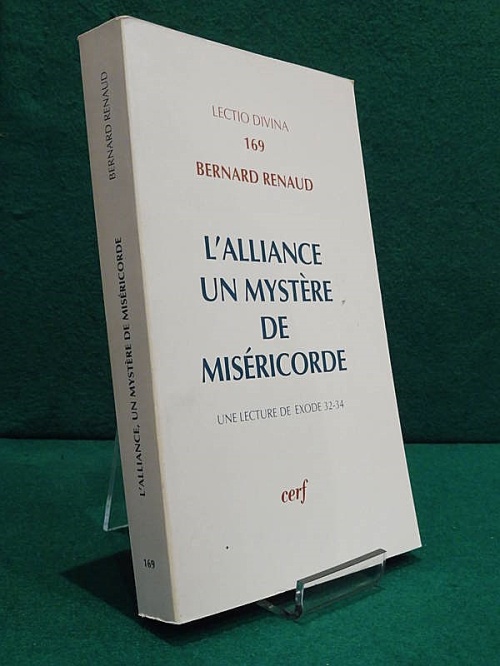 LECTIO DIVINA
169
BERNARD RENAUD
L'ALLIANCE
UN MYSTÈRE
DE
MISÉRICORDE
UNE LECTURE DE EXODE 32-34
cerf
BERNARD RENAUD
L'ALLIANCE, UN MYSTÈRE DE MISÉRICORDE
169